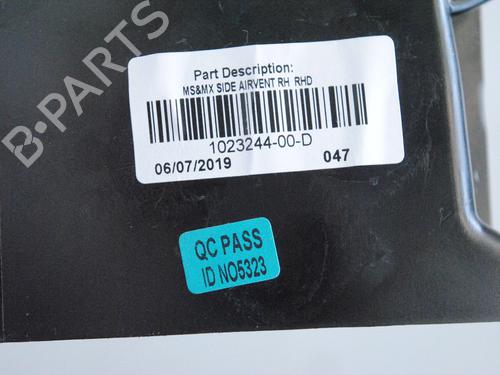 Part Description:
MS&MX SIDE AIRVENT RH RHD
1023244-00-D
06/07/2019 047
QC PASS
ID NO5323
B-PARTS